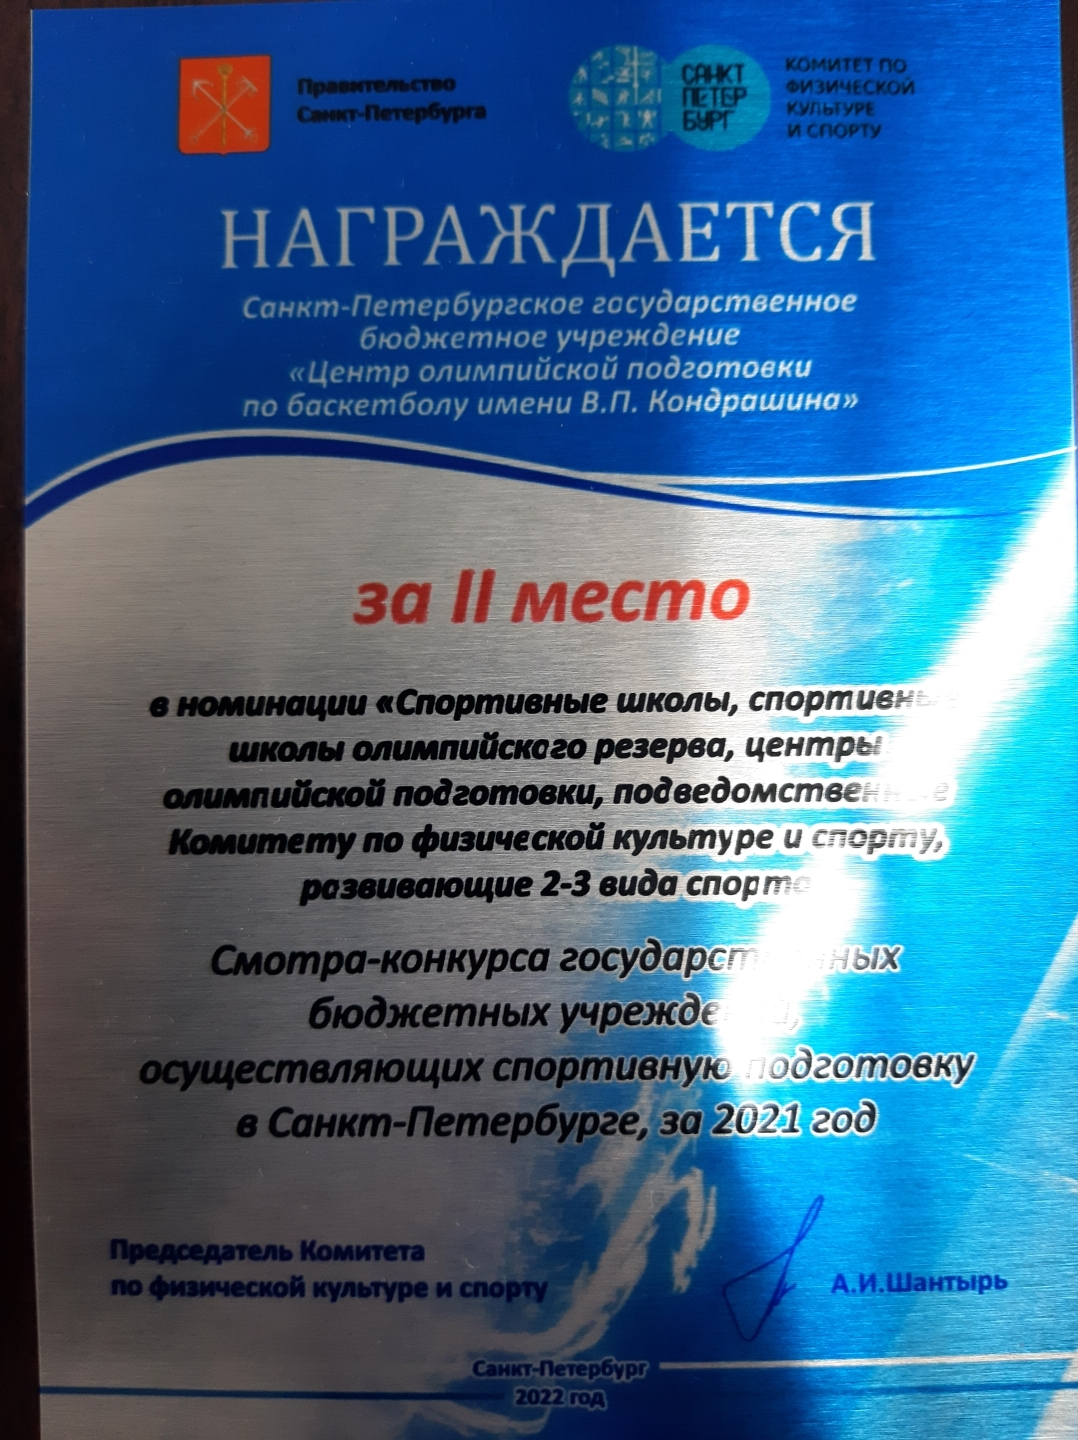 Правительство
Санкт-Петербурга
САНКТ
ПЕТЕР
БУРГ
КОМИТЕТ ПО
ФИЗИЧЕСКОЙ
КУЛЬТУРЕ
И СПОРТУ
НАГРАЖДАЕТСЯ
Санкт-Петербургское государственное
бюджетное учреждение
«Центр олимпийской подготовки
по баскетболу имени В.П. Кондрашина»
за II место
в номинации «Спортивные школы, спортивные
школы олимпийского резерва, центры
олимпийской подготовки, подведомственные
Комитету по физической культуре и спорту,
развивающие 2-3 вида спорта
Смотра-конкурса государственных
бюджетных учреждений,
осуществляющих спортивную подготовку
в Санкт-Петербурге, за 2021 год
Председатель Комитета
по физической культуре и спорту
А.И.Шантырь
Санкт-Петербург
2022 год